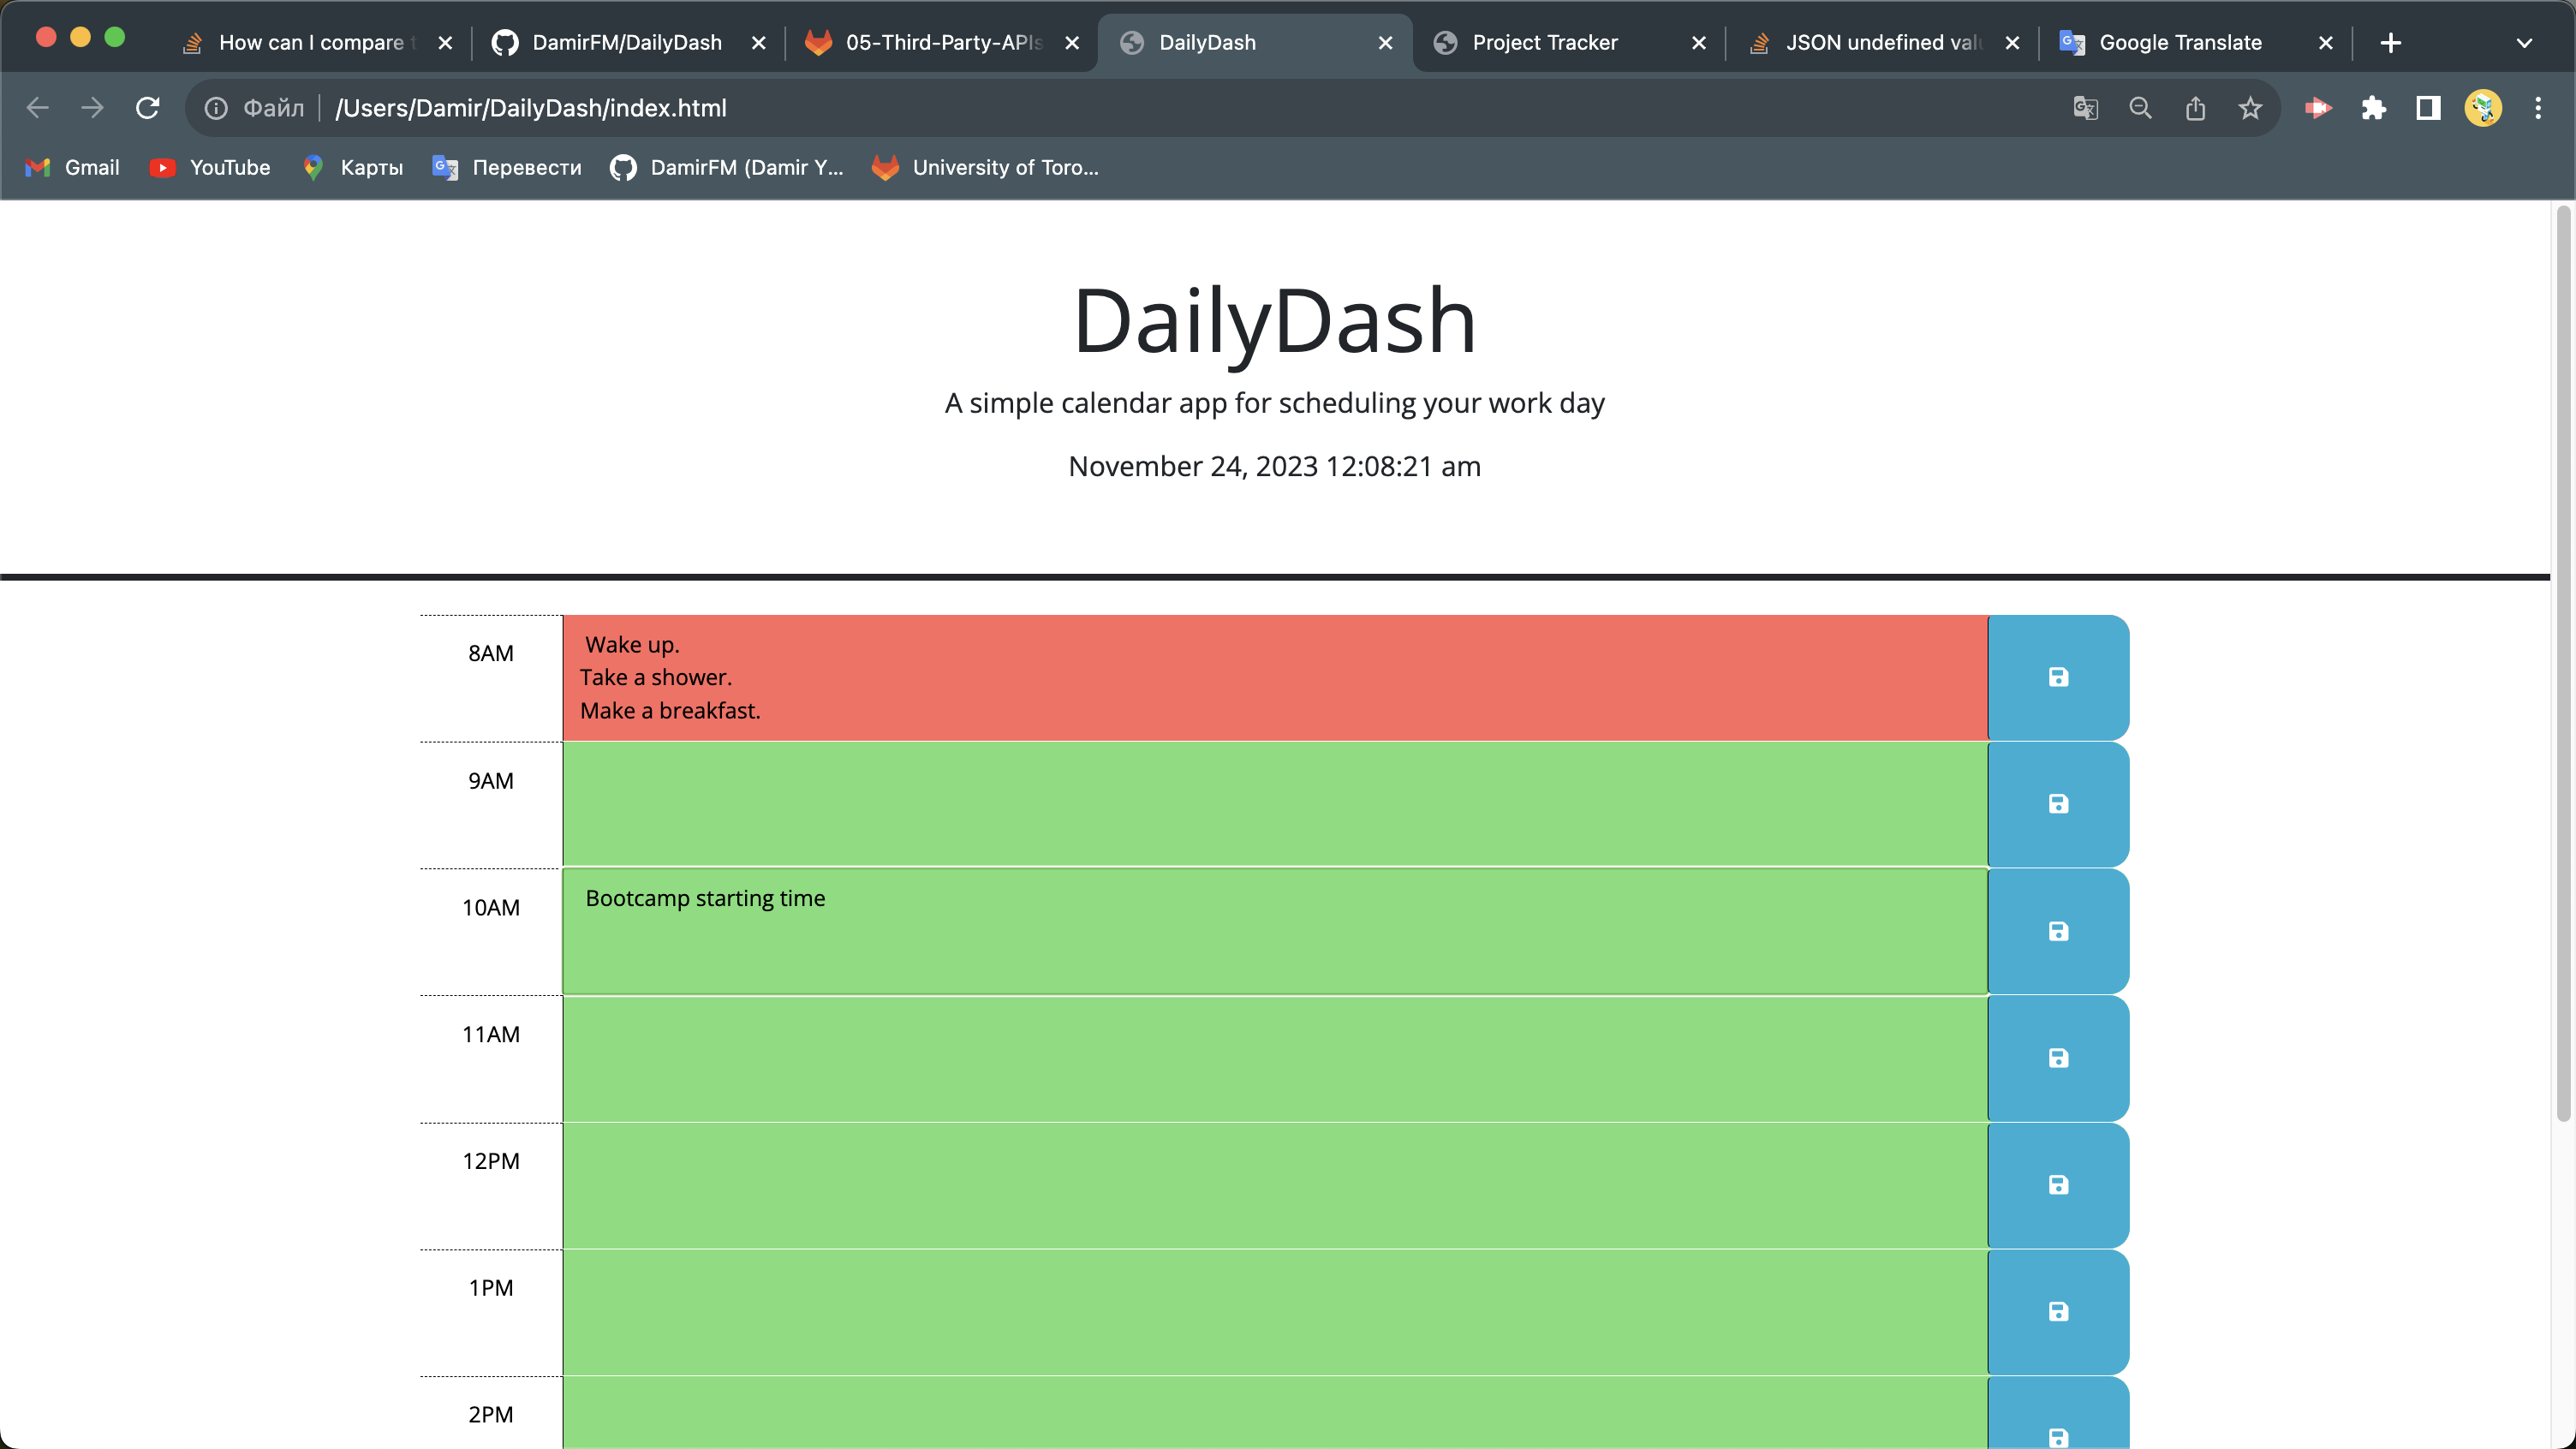 How can I compare t
DamirFM/DailyDash
05-Third-Party-APIs
DailyDash
Project Tracker
JSON undefined valu
Google Translate
Файл
/Users/Damir/DailyDash/index.html
Gmail
YouTube
Карты
Перевести
DamirFM (Damir Y...
University of Toro...
DailyDash
A simple calendar app for scheduling your work day
November 24, 2023 12:08:21 am
8AM
Wake up.
Take a shower.
Make a breakfast.
9AM
10AM
Bootcamp starting time
11AM
12PM
1PM
2PM